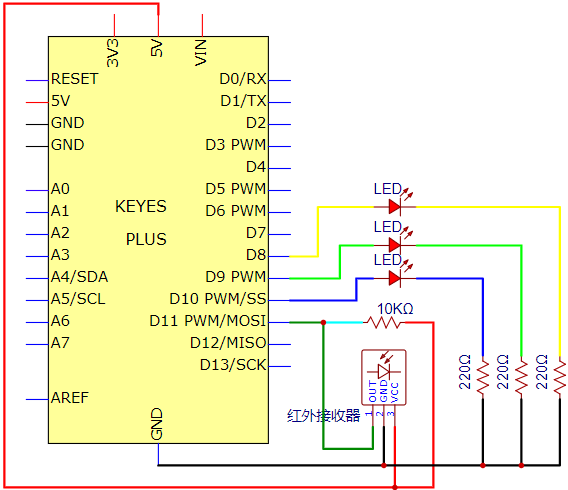 3V3
5V
VIN
RESET
5V
GND
GND
A0
A1
A2
A3
A4/SDA
A5/SCL
A6
A7
AREF
KEYES
PLUS
D0/RX
D1/TX
D2
D3 PWM
D4
D5 PWM
D6 PWM
D7
D8
D9 PWM
D10 PWM/SS
D11 PWM/MOSI
D12/MISO
D13/SCK
GND
LED
LED
LED
10KΩ
220Ω
220Ω
220Ω
OUT
GND
VCC
1
2
3
红外接收器